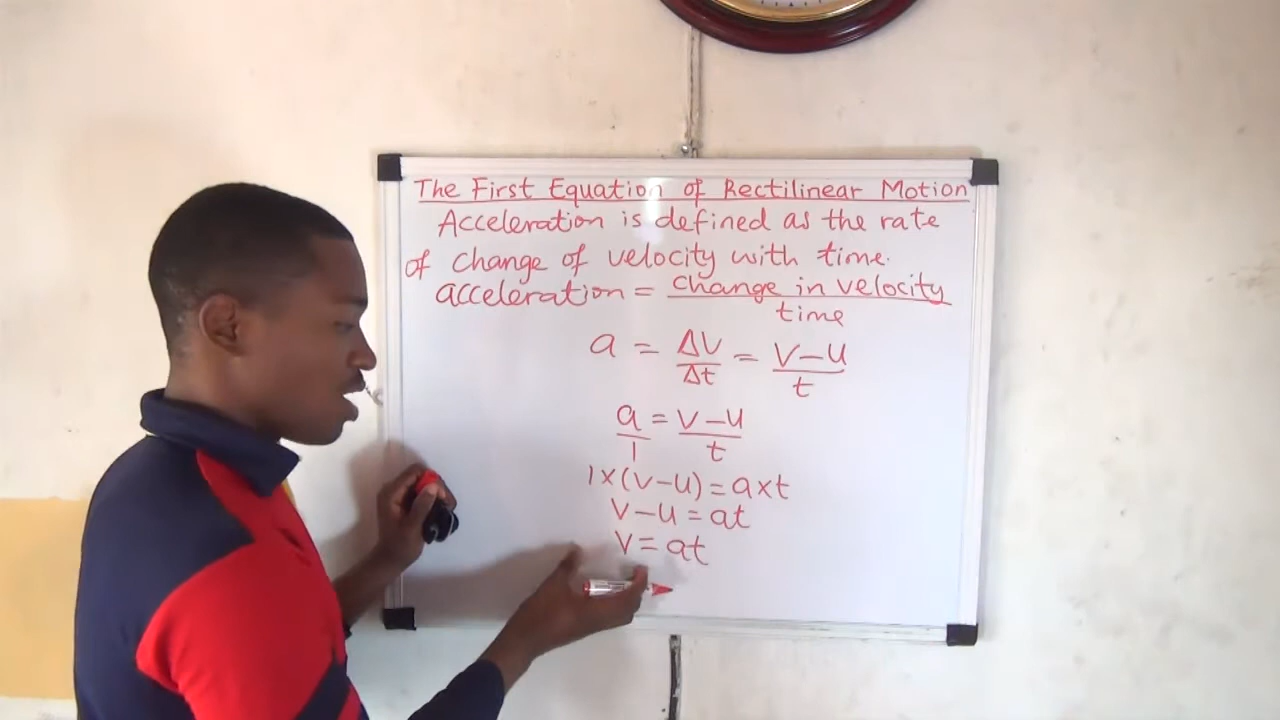 The First Equation of Rectilinear Motion
Acceleration is defined as the rate
of change of velocity with time.
acceleration = change in velocity / time
a = ΔV/Δt = V-U/t
a/1 = V-U/t
1×(V-U)=a×t
V-U=at
V=at